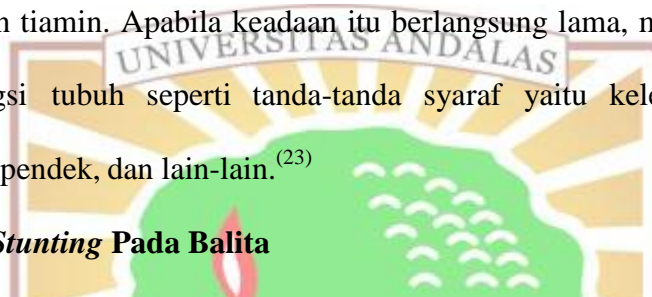 n tiamin. Apabila keadaan itu berlangsung lama, m
UNIVERSITAS ANDALAS
gsi tubuh seperti tanda-tanda syaraf yaitu kele
pendek, dan lain-lain.(23)
Stunting Pada Balita